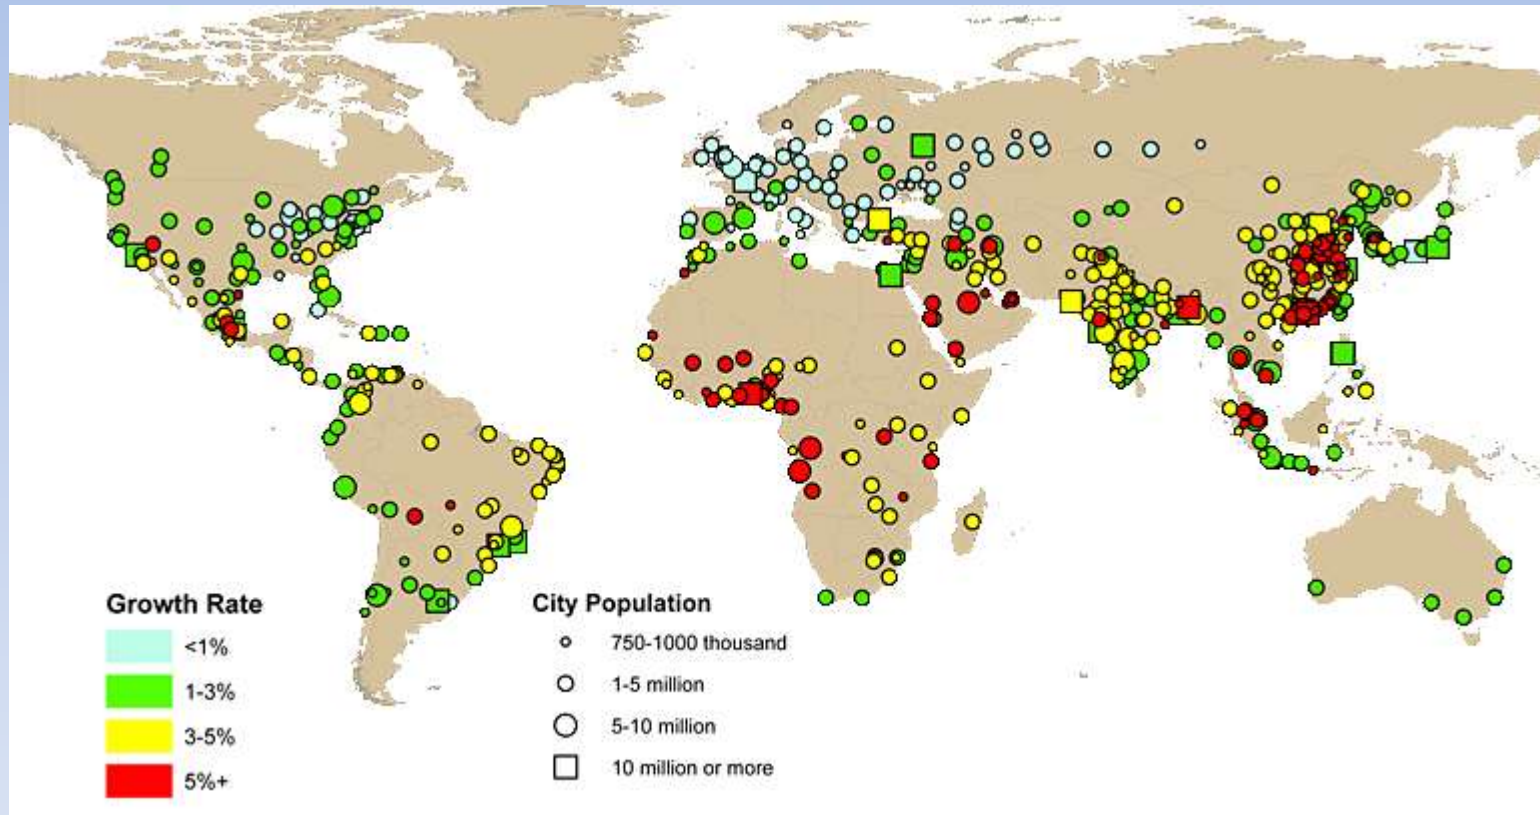 Growth Rate
<1%
1-3%
3-5%
5%+
City Population
750-1000 thousand
1-5 million
5-10 million
10 million or more